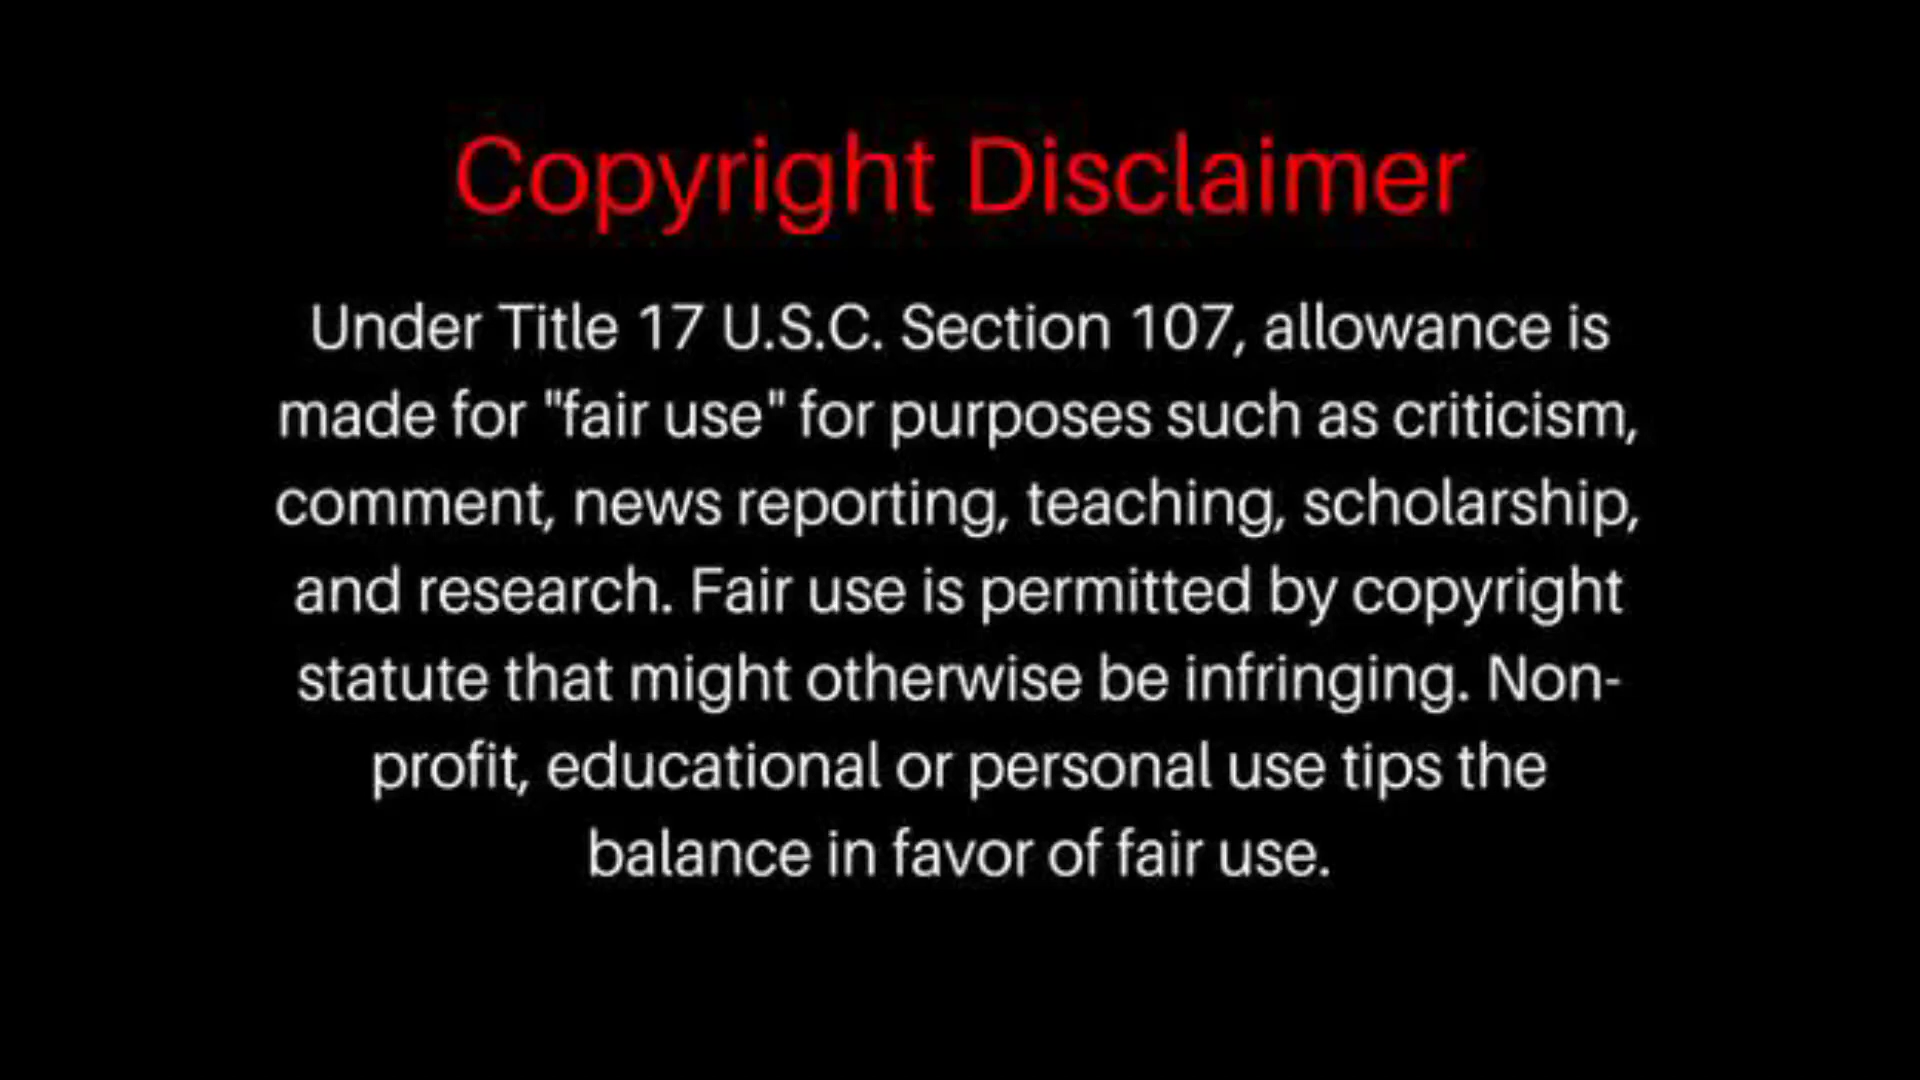 Copyright Disclaimer
Under Title 17 U.S.C. Section 107, allowance is
made for "fair use" for purposes such as criticism,
comment, news reporting, teaching, scholarship,
and research. Fair use is permitted by copyright
statute that might otherwise be infringing. Non-
profit, educational or personal use tips the
balance in favor of fair use.